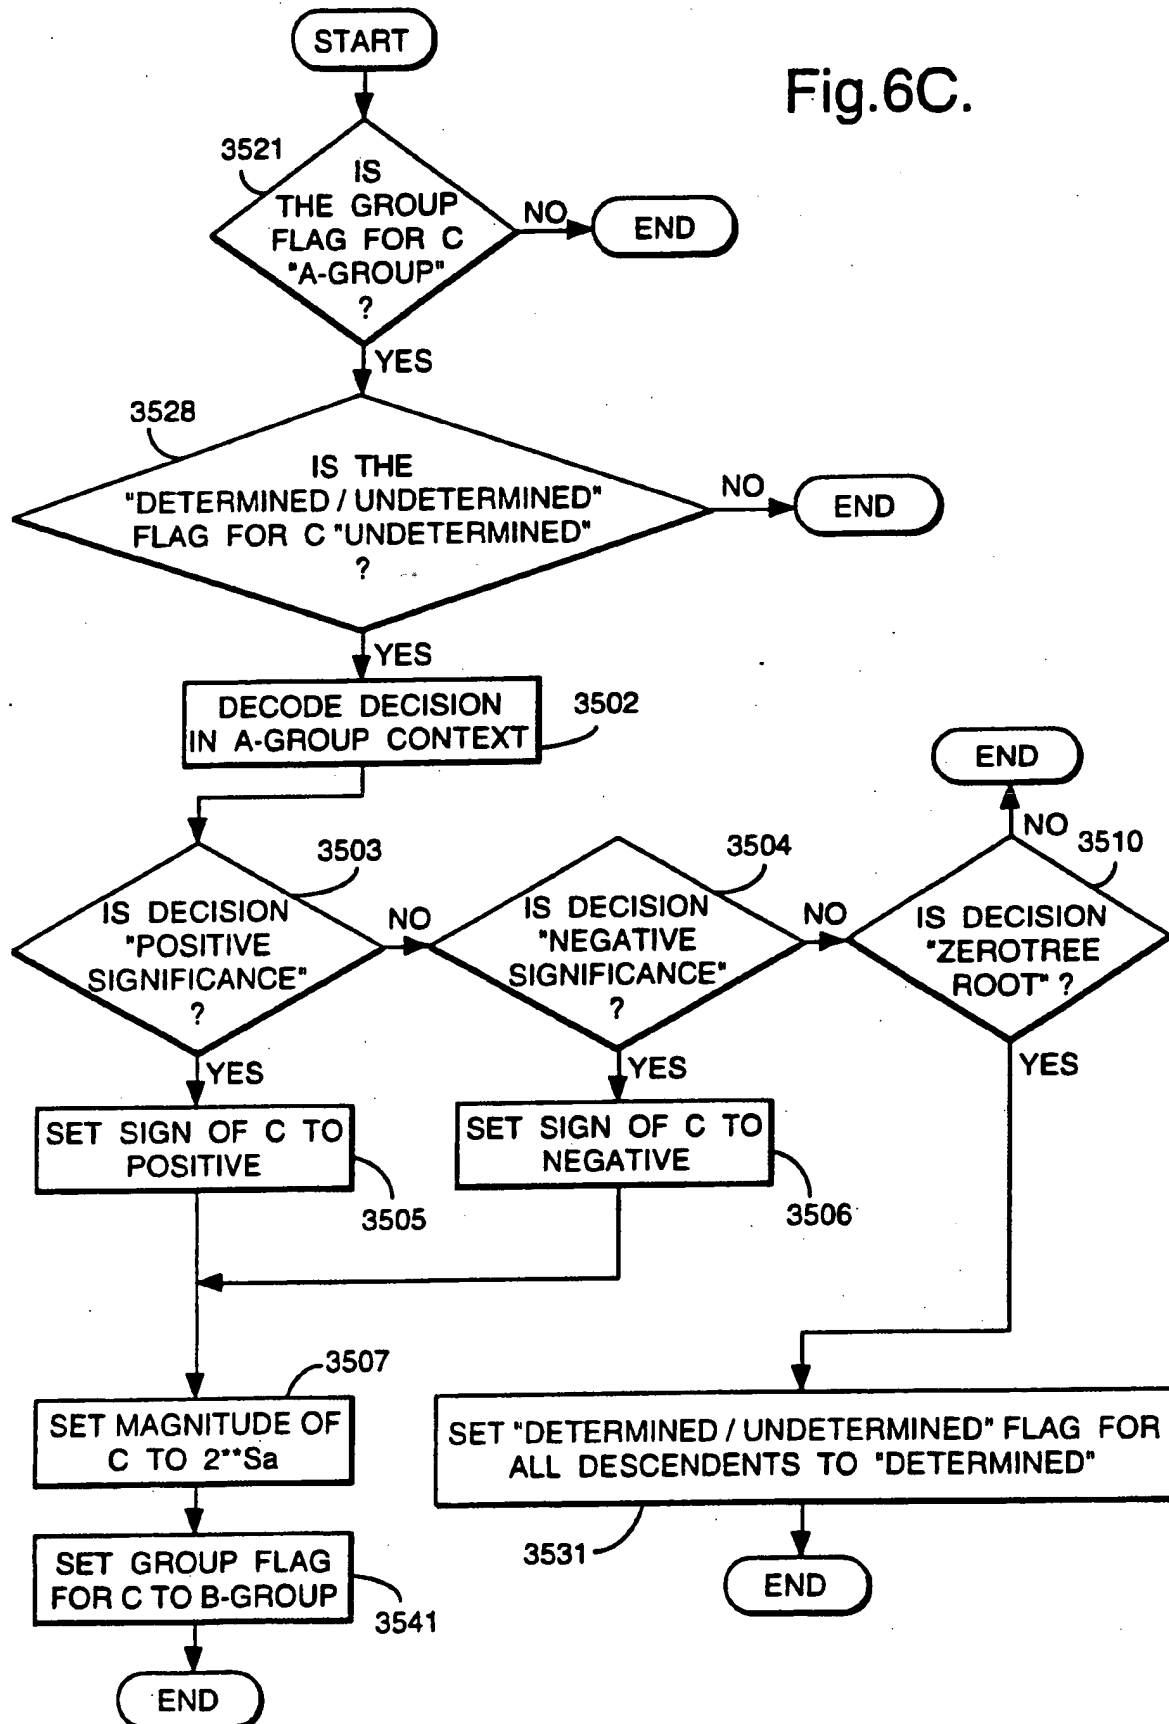 START
Fig.6C.
3521
IS
THE GROUP
FLAG FOR C
"A-GROUP"
?
NO
END
YES
3528
IS THE
"DETERMINED / UNDETERMINED"
FLAG FOR C "UNDETERMINED"
?
NO
END
YES
DECODE DECISION
IN A-GROUP CONTEXT
3502
END
NO
3503
IS DECISION
"POSITIVE
SIGNIFICANCE"
?
NO
3504
IS DECISION
"NEGATIVE
SIGNIFICANCE"
?
NO
3510
IS DECISION
"ZEROTREE
ROOT" ?
YES
YES
YES
SET SIGN OF C TO
POSITIVE
3505
SET SIGN OF C TO
NEGATIVE
3506
3507
SET MAGNITUDE OF
C TO 2**Sa
SET "DETERMINED / UNDETERMINED" FLAG FOR
ALL DESCENDENTS TO "DETERMINED"
3531
SET GROUP FLAG
FOR C TO B-GROUP
3541
END
END